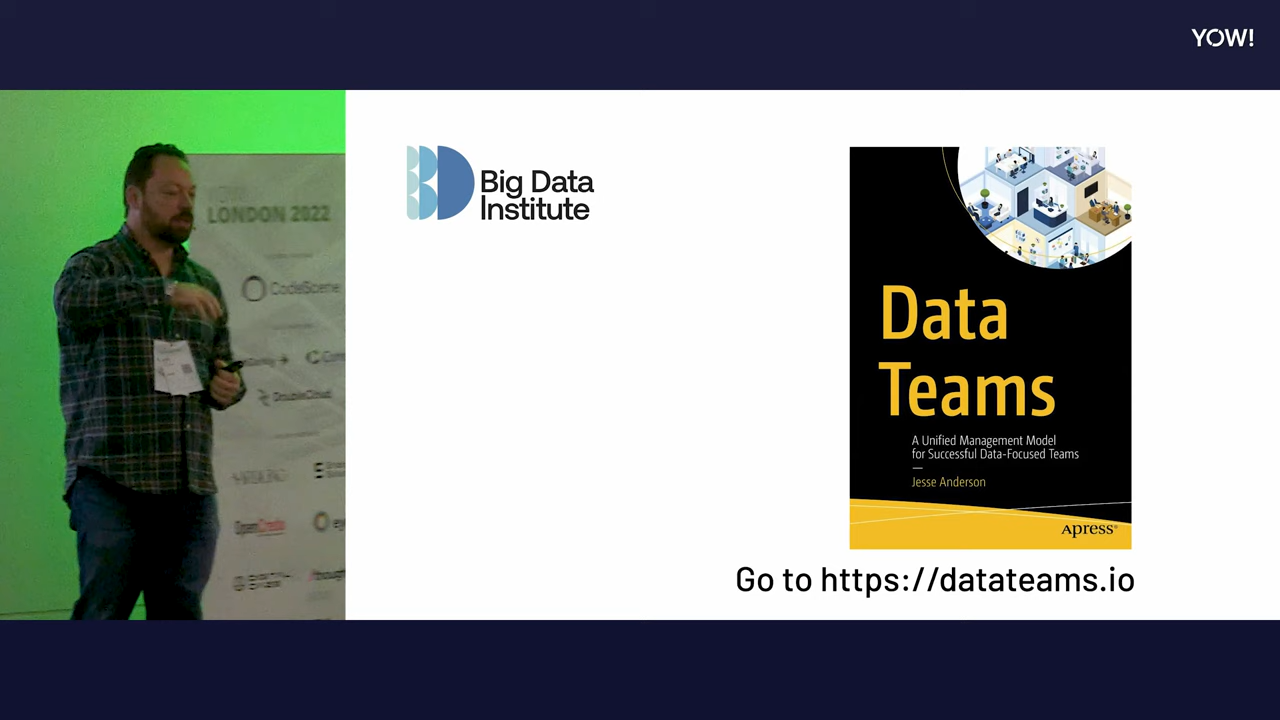 YOW!
LONDON 2022
CodeScene
DoubleCloud
Big Data
Institute
Data
Teams
A Unified Management Model
for Successful Data-Focused Teams
Jesse Anderson
Apress®
Go to https://datateams.io